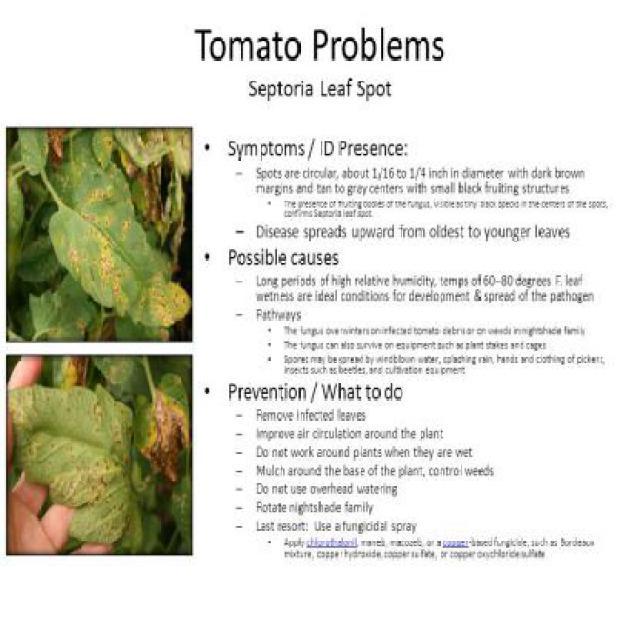 Tomato Problems
Septoria Leaf Spot
• Symptoms / ID Presence:
– Spots are circular, about 1/16 to 1/4 inch in diameter with dark brown
margins and tan to gray centers with small black fruiting structures
• The presence of fruiting bodies of the fungus, visible as tiny black specks in the centers of the spots,
confirms Septoria leaf spot.
– Disease spreads upward from oldest to younger leaves
• Possible causes
– Long periods of high relative humidity, temps of 60–80 degrees F, leaf
wetness are ideal conditions for development & spread of the pathogen
– Pathways
• The fungus overwinters on infected tomato debris or on weeds in nightshade family
• The fungus can also survive on equipment such as plant stakes and cages
• Spores may be spread by windblown water, splashing rain, hands and clothing of pickers,
insects such as beetles, and cultivation equipment
• Prevention / What to do
– Remove infected leaves
– Improve air circulation around the plant
– Do not work around plants when they are wet
– Mulch around the base of the plant, control weeds
– Do not use overhead watering
– Rotate nightshade family
– Last resort: Use a fungicidal spray
• Apply chlorothalonil, maneb, macozeb, or a copper-based fungicide, such as Bordeaux
mixture, copper hydroxide, copper sulfate, or copper oxychloride sulfate